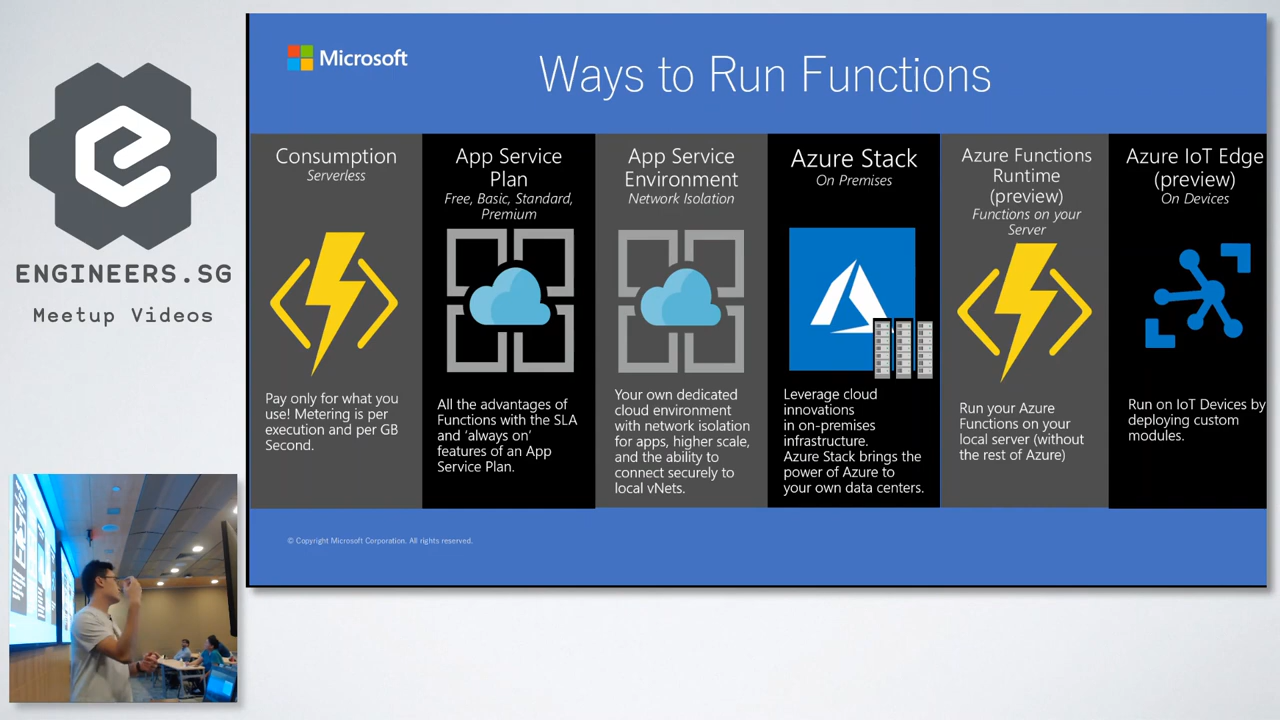 ENGINEERS.SG
Meetup Videos
Microsoft
Ways to Run Functions
Consumption
Serverless
Pay only for what you
use! Metering is per
execution and per GB
Second.
App Service
Plan
Free, Basic, Standard,
Premium
All the advantages of
Functions with the SLA
and ‘always on’
features of an App
Service Plan.
App Service
Environment
Network Isolation
Your own dedicated
cloud environment
with network isolation
for apps, higher scale,
and the ability to
connect securely to
local vNets.
Azure Stack
On Premises
Leverage cloud
innovations
in on-premises
infrastructure.
Azure Stack brings the
power of Azure to
your own data centers.
Azure Functions
Runtime
(preview)
Functions on your
Server
Run your Azure
Functions on your
local server (without
the rest of Azure)
Azure IoT Edge
(preview)
On Devices
Run on IoT Devices by
deploying custom
modules.
© Copyright Microsoft Corporation. All rights reserved.